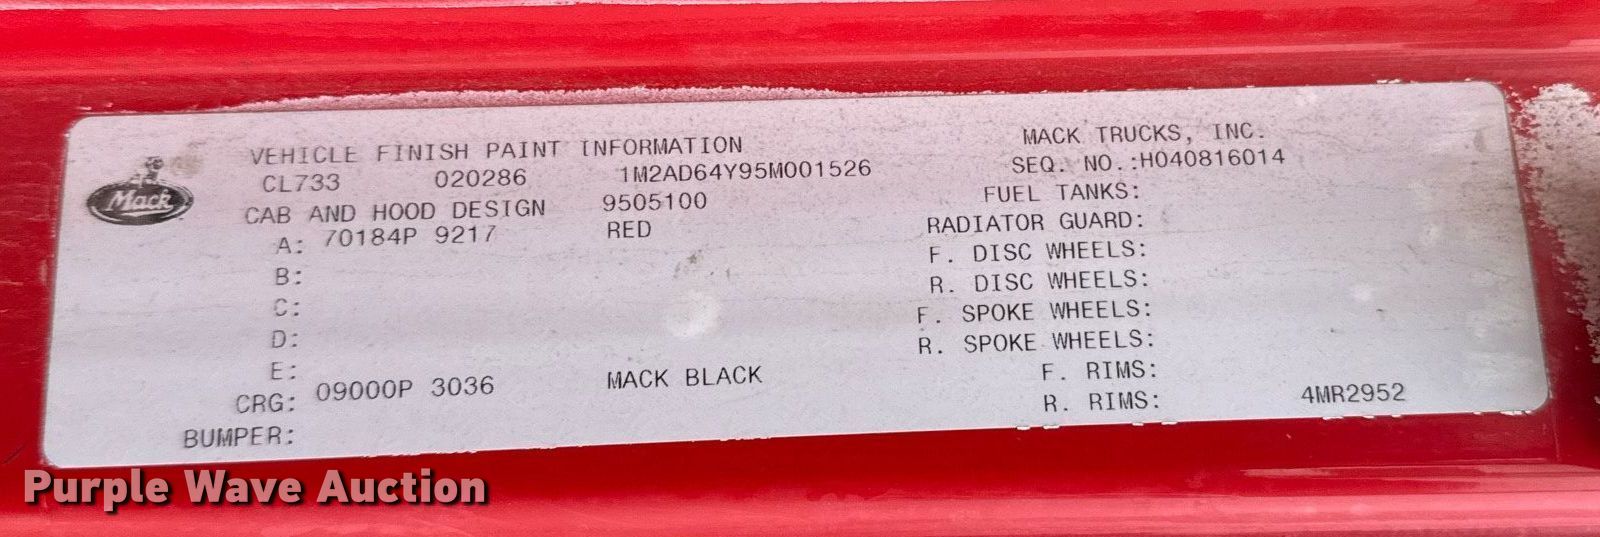 VEHICLE FINISH PAINT INFORMATION
MACK TRUCKS, INC.
CL733 020286 1M2AD64Y95M001526
SEQ. NO.:H040816014
Mack
CAB AND HOOD DESIGN 9505100
FUEL TANKS:
A: 70184P 9217 RED
RADIATOR GUARD:
B:
F. DISC WHEELS:
C:
R. DISC WHEELS:
D:
F. SPOKE WHEELS:
E:
R. SPOKE WHEELS:
CRG: 09000P 3036 MACK BLACK
F. RIMS:
BUMPER:
R. RIMS: 4MR2952
Purple Wave Auction